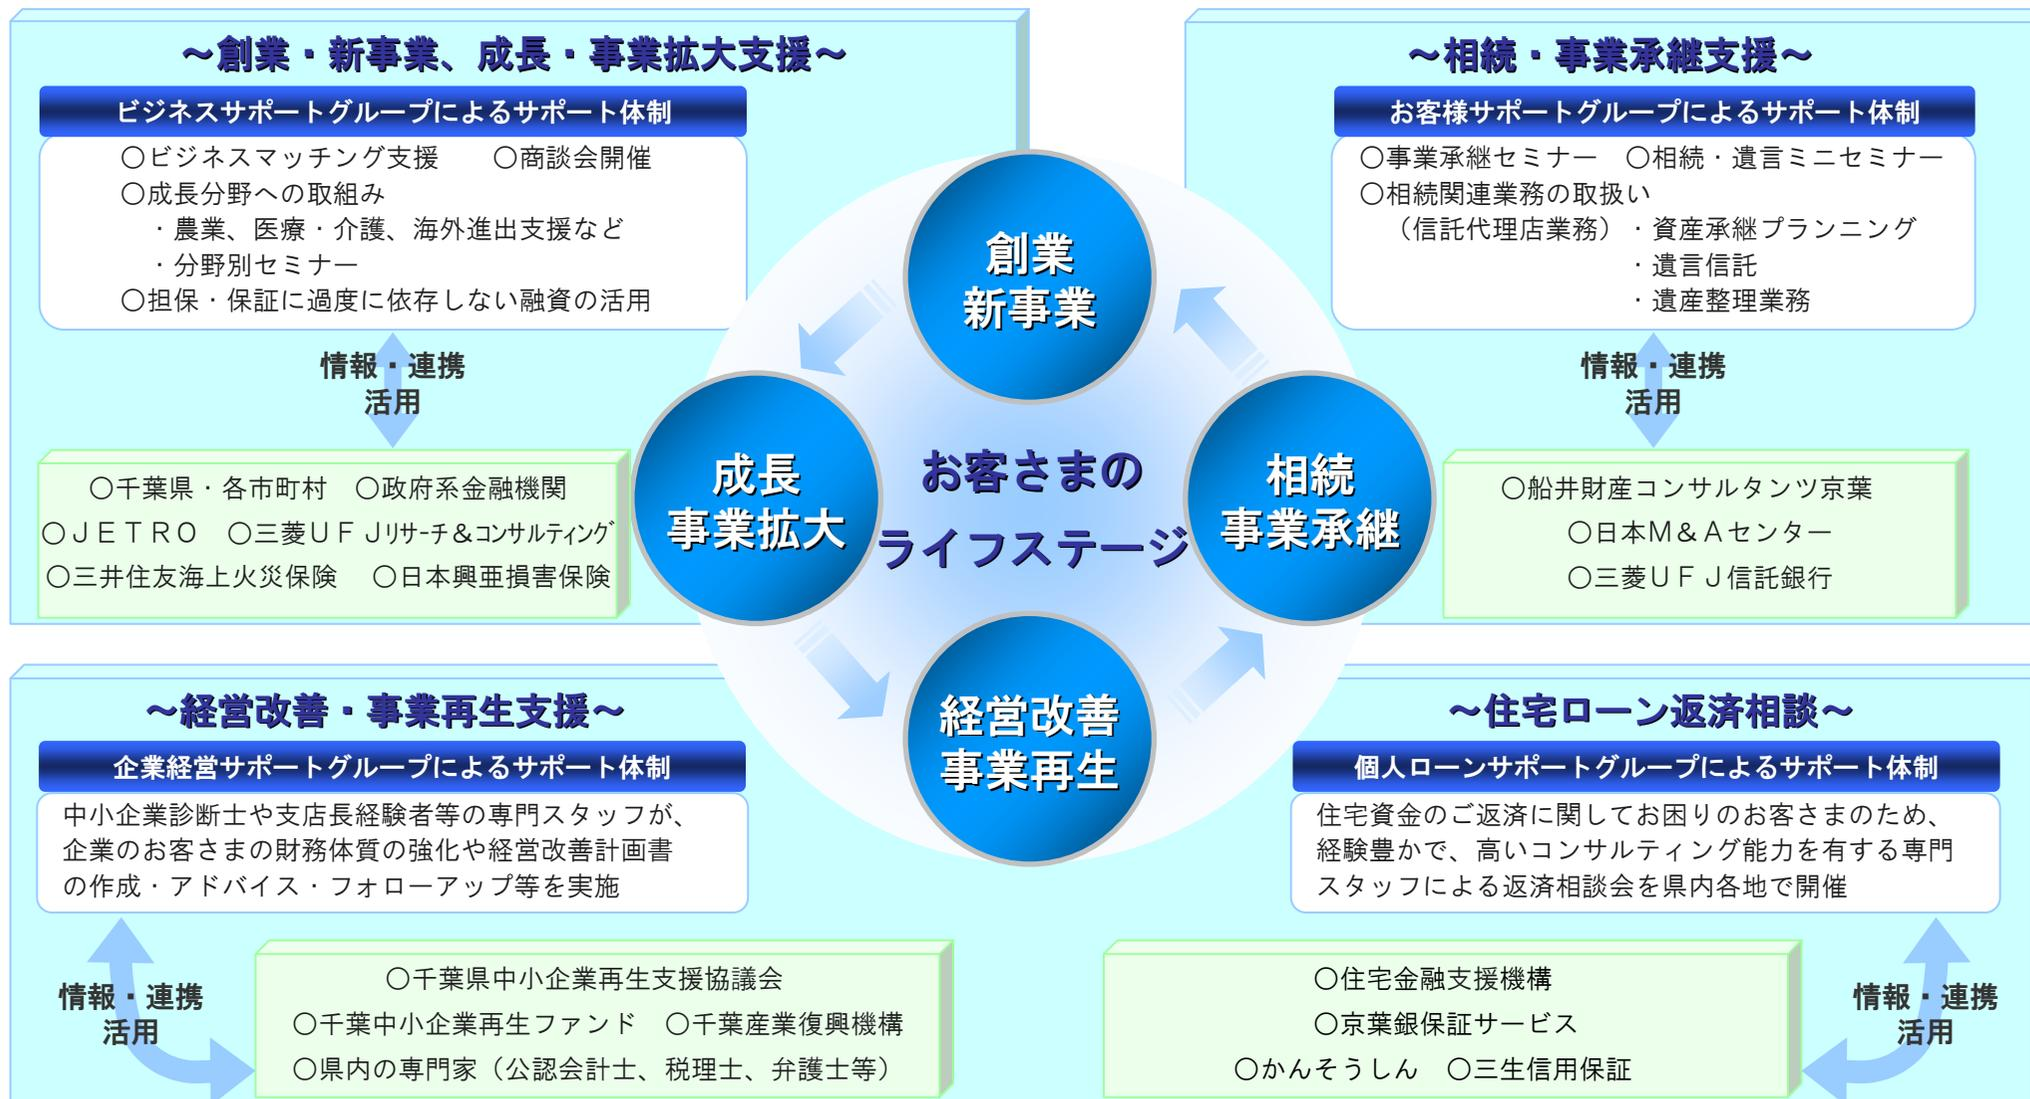 ～創業・新事業、成長・事業拡大支援～
ビジネスサポートグループによるサポート体制
○ビジネスマッチング支援　　○商談会開催
○成長分野への取組み
・農業、医療・介護、海外進出支援など
・分野別セミナー
○担保・保証に過度に依存しない融資の活用
情報・連携
活用
○千葉県・各市町村　○政府系金融機関
○ＪＥＴＲＯ　○三菱ＵＦＪﾘｻｰﾁ＆ｺﾝｻﾙﾃｨﾝｸﾞ
○三井住友海上火災保険　○日本興亜損害保険
～相続・事業承継支援～
お客様サポートグループによるサポート体制
○事業承継セミナー　○相続・遺言ミニセミナー
○相続関連業務の取扱い
（信託代理店業務）・資産承継プランニング
・遺言信託
・遺産整理業務
情報・連携
活用
○船井財産コンサルタンツ京葉
○日本Ｍ＆Ａセンター
○三菱ＵＦＪ信託銀行
創業
新事業
成長
事業拡大
お客さまの
ライフステージ
相続
事業承継
経営改善
事業再生
～経営改善・事業再生支援～
企業経営サポートグループによるサポート体制
中小企業診断士や支店長経験者等の専門スタッフが、
企業のお客さまの財務体質の強化や経営改善計画書
の作成・アドバイス・フォローアップ等を実施
情報・連携
活用
○千葉県中小企業再生支援協議会
○千葉中小企業再生ファンド　○千葉産業復興機構
○県内の専門家（公認会計士、税理士、弁護士等）
～住宅ローン返済相談～
個人ローンサポートグループによるサポート体制
住宅資金のご返済に関してお困りのお客さまのため、
経験豊かで、高いコンサルティング能力を有する専門
スタッフによる返済相談会を県内各地で開催
情報・連携
活用
○住宅金融支援機構
○京葉銀保証サービス
○かんそうしん　○三生信用保証